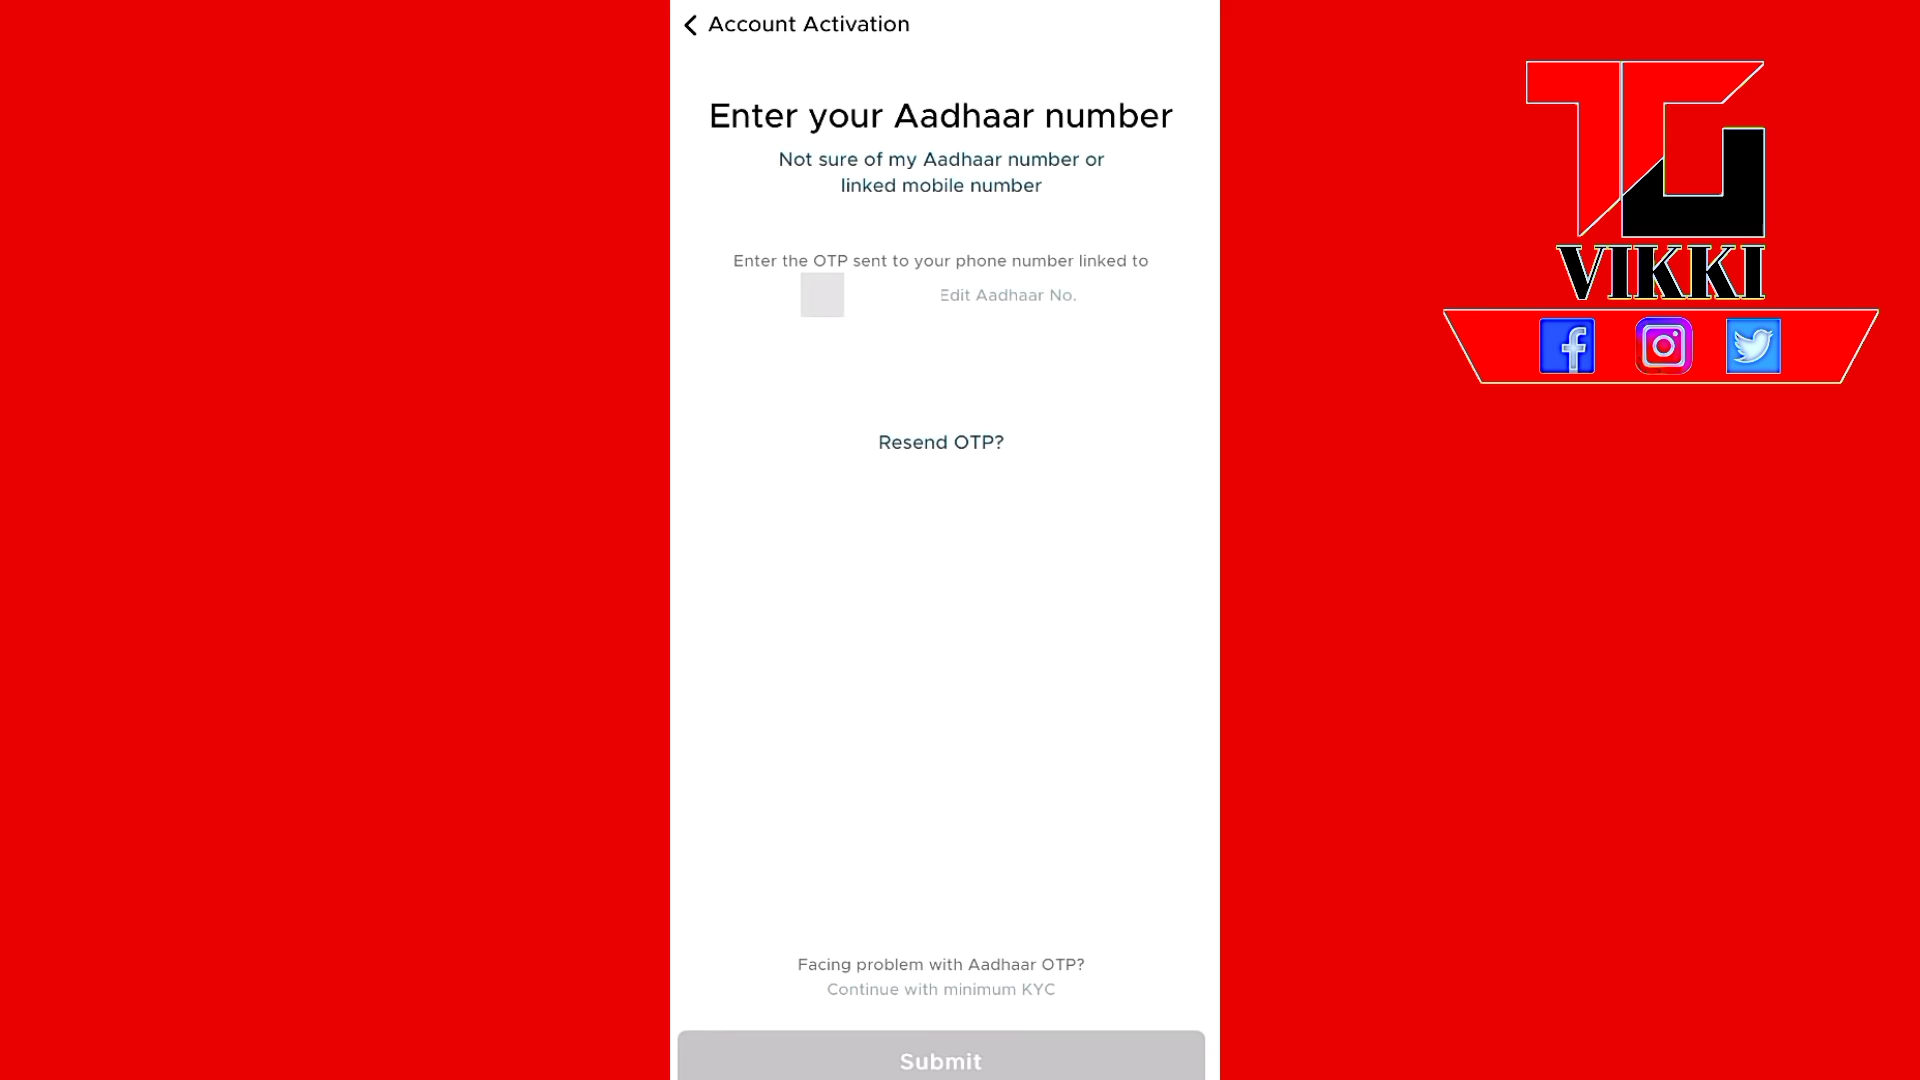 Account Activation
Enter your Aadhaar number
Not sure of my Aadhaar number or
linked mobile number
Enter the OTP sent to your phone number linked to
Edit Aadhaar No.
Resend OTP?
Facing problem with Aadhaar OTP?
Continue with minimum KYC
Submit
TG
VIKKI